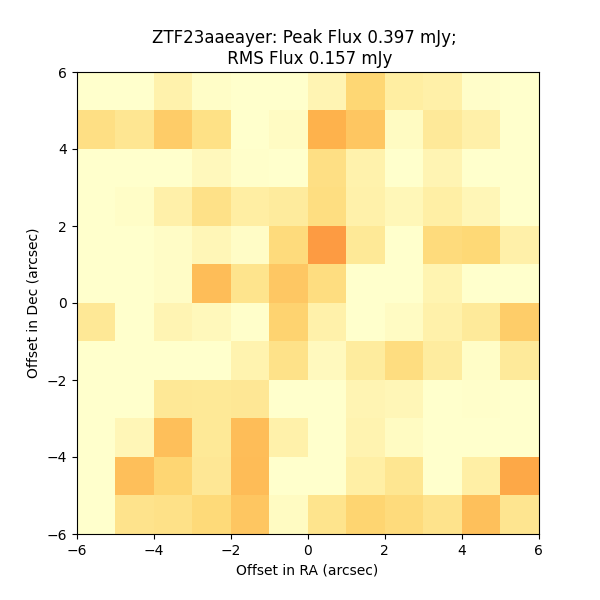 ZTF23aaeayer: Peak Flux 0.397 mJy;
RMS Flux 0.157 mJy
6
4
2
0
−2
−4
−6
Offset in Dec (arcsec)
−6 −4 −2 0 2 4 6
Offset in RA (arcsec)